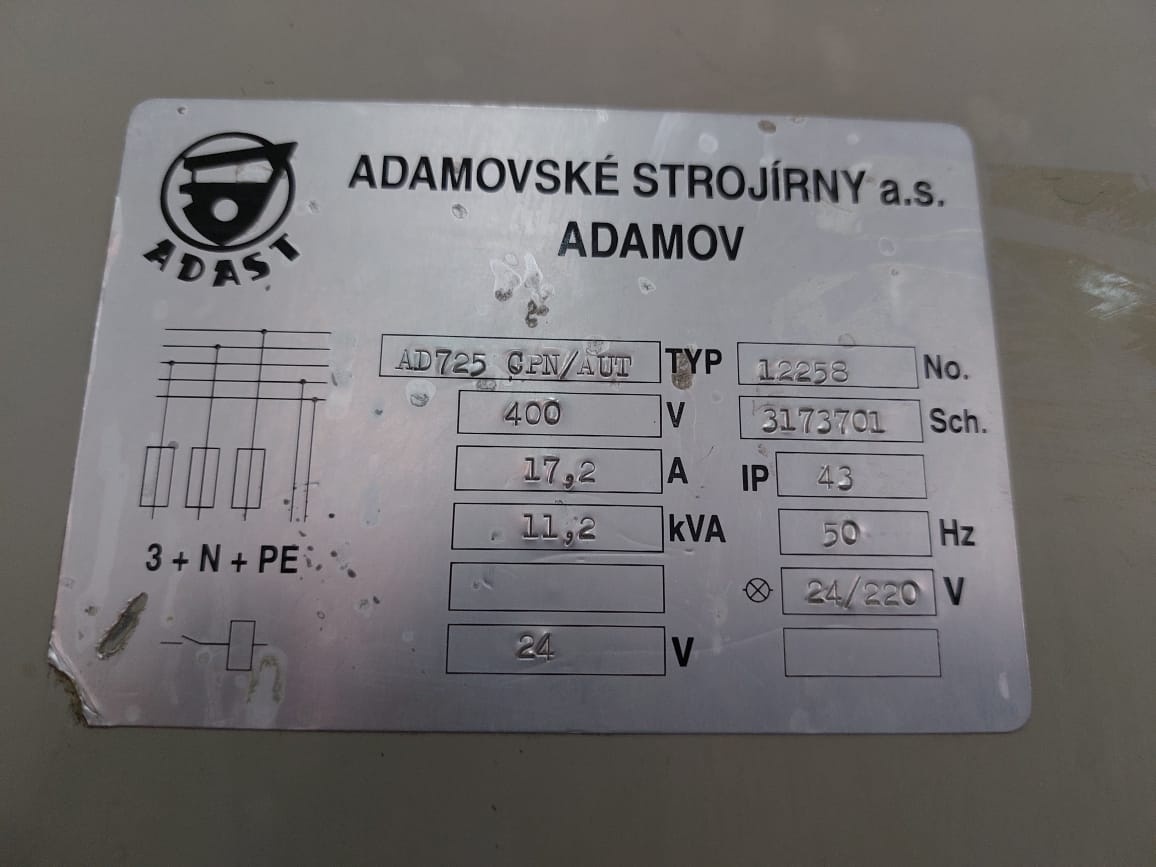 ADAST
ADAMOVSKÉ STROJÍRNY a.s.
ADAMOV
AD725 CPN/AUT TYP 12258 No.
400 V 3173701 Sch.
17,2 A IP 43
11,2 kVA 50 Hz
3 + N + PE
24/220 V
24 V